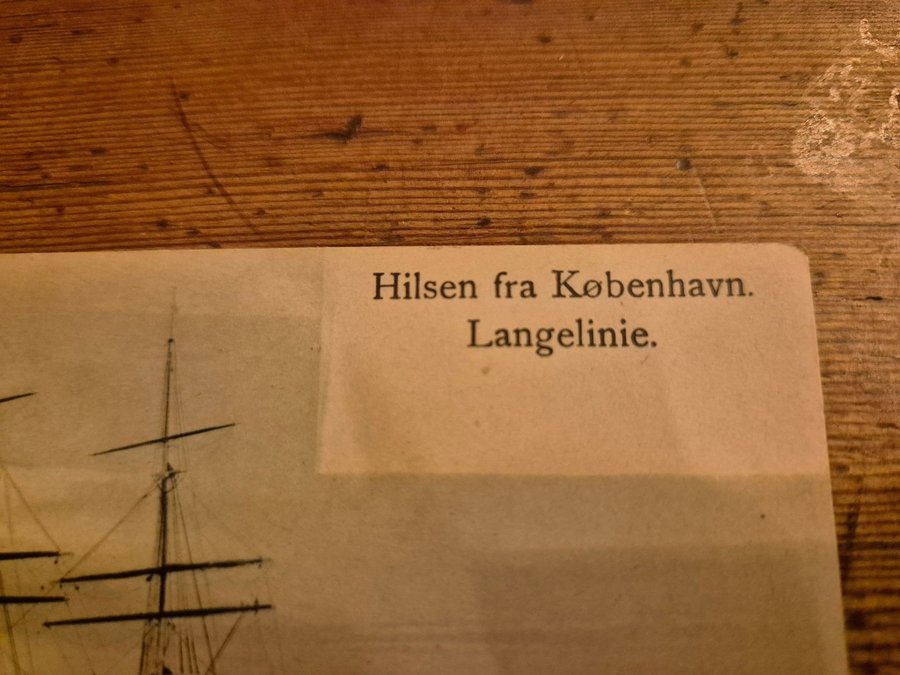 Hilsen fra København.
Langelinie.